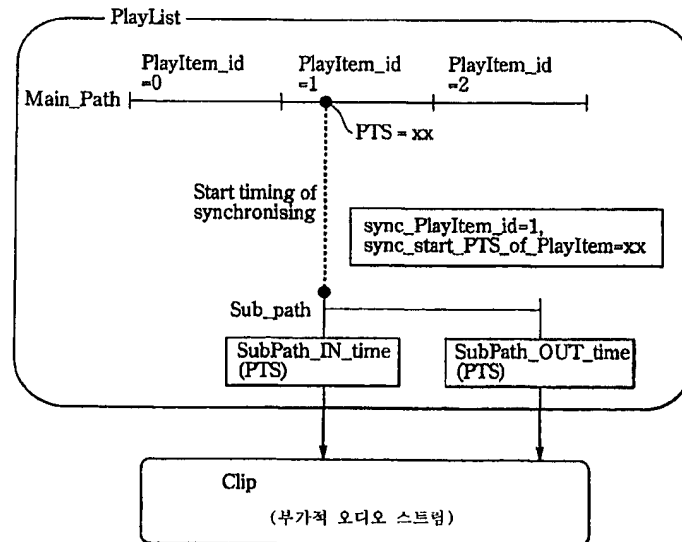 PlayList
PlayItem_id
=0
PlayItem_id
=1
PlayItem_id
=2
Main_Path
PTS = xx
Start timing of
synchronising
sync_PlayItem_id=1,
sync_start_PTS_of_PlayItem=xx
Sub_path
SubPath_IN_time
(PTS)
SubPath_OUT_time
(PTS)
Clip
(부가적 오디오 스트림)